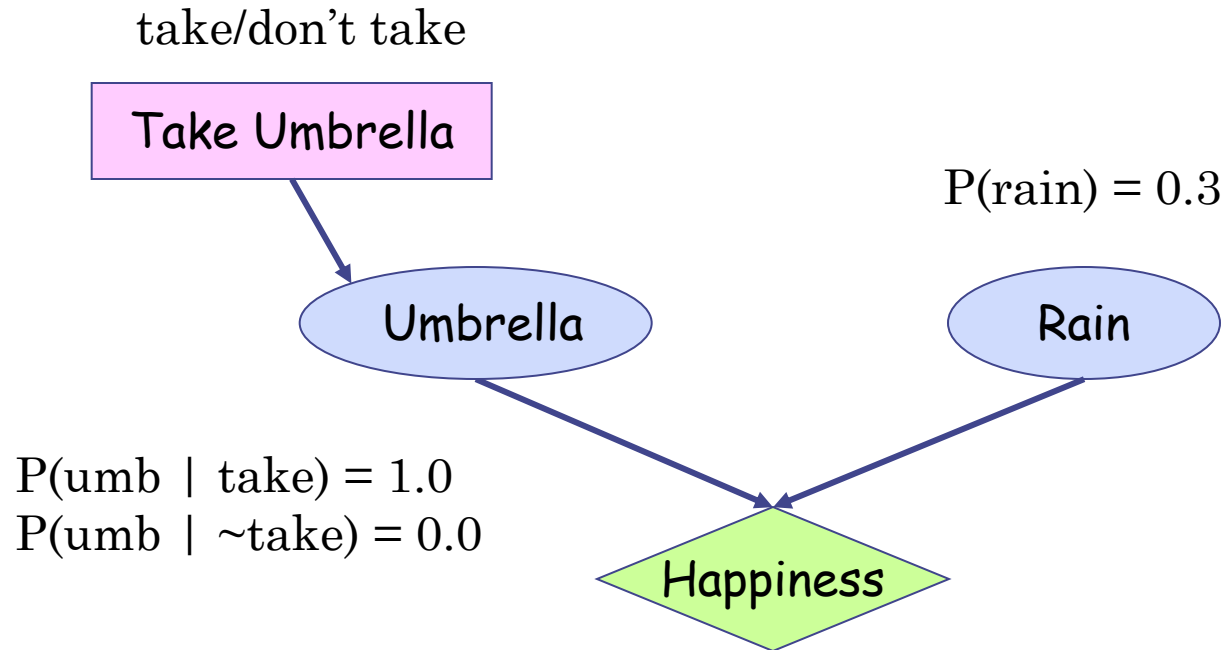 take/don’t take
Take Umbrella
P(rain) = 0.3
Umbrella
Rain
P(umb | take) = 1.0
P(umb | ~take) = 0.0
Happiness